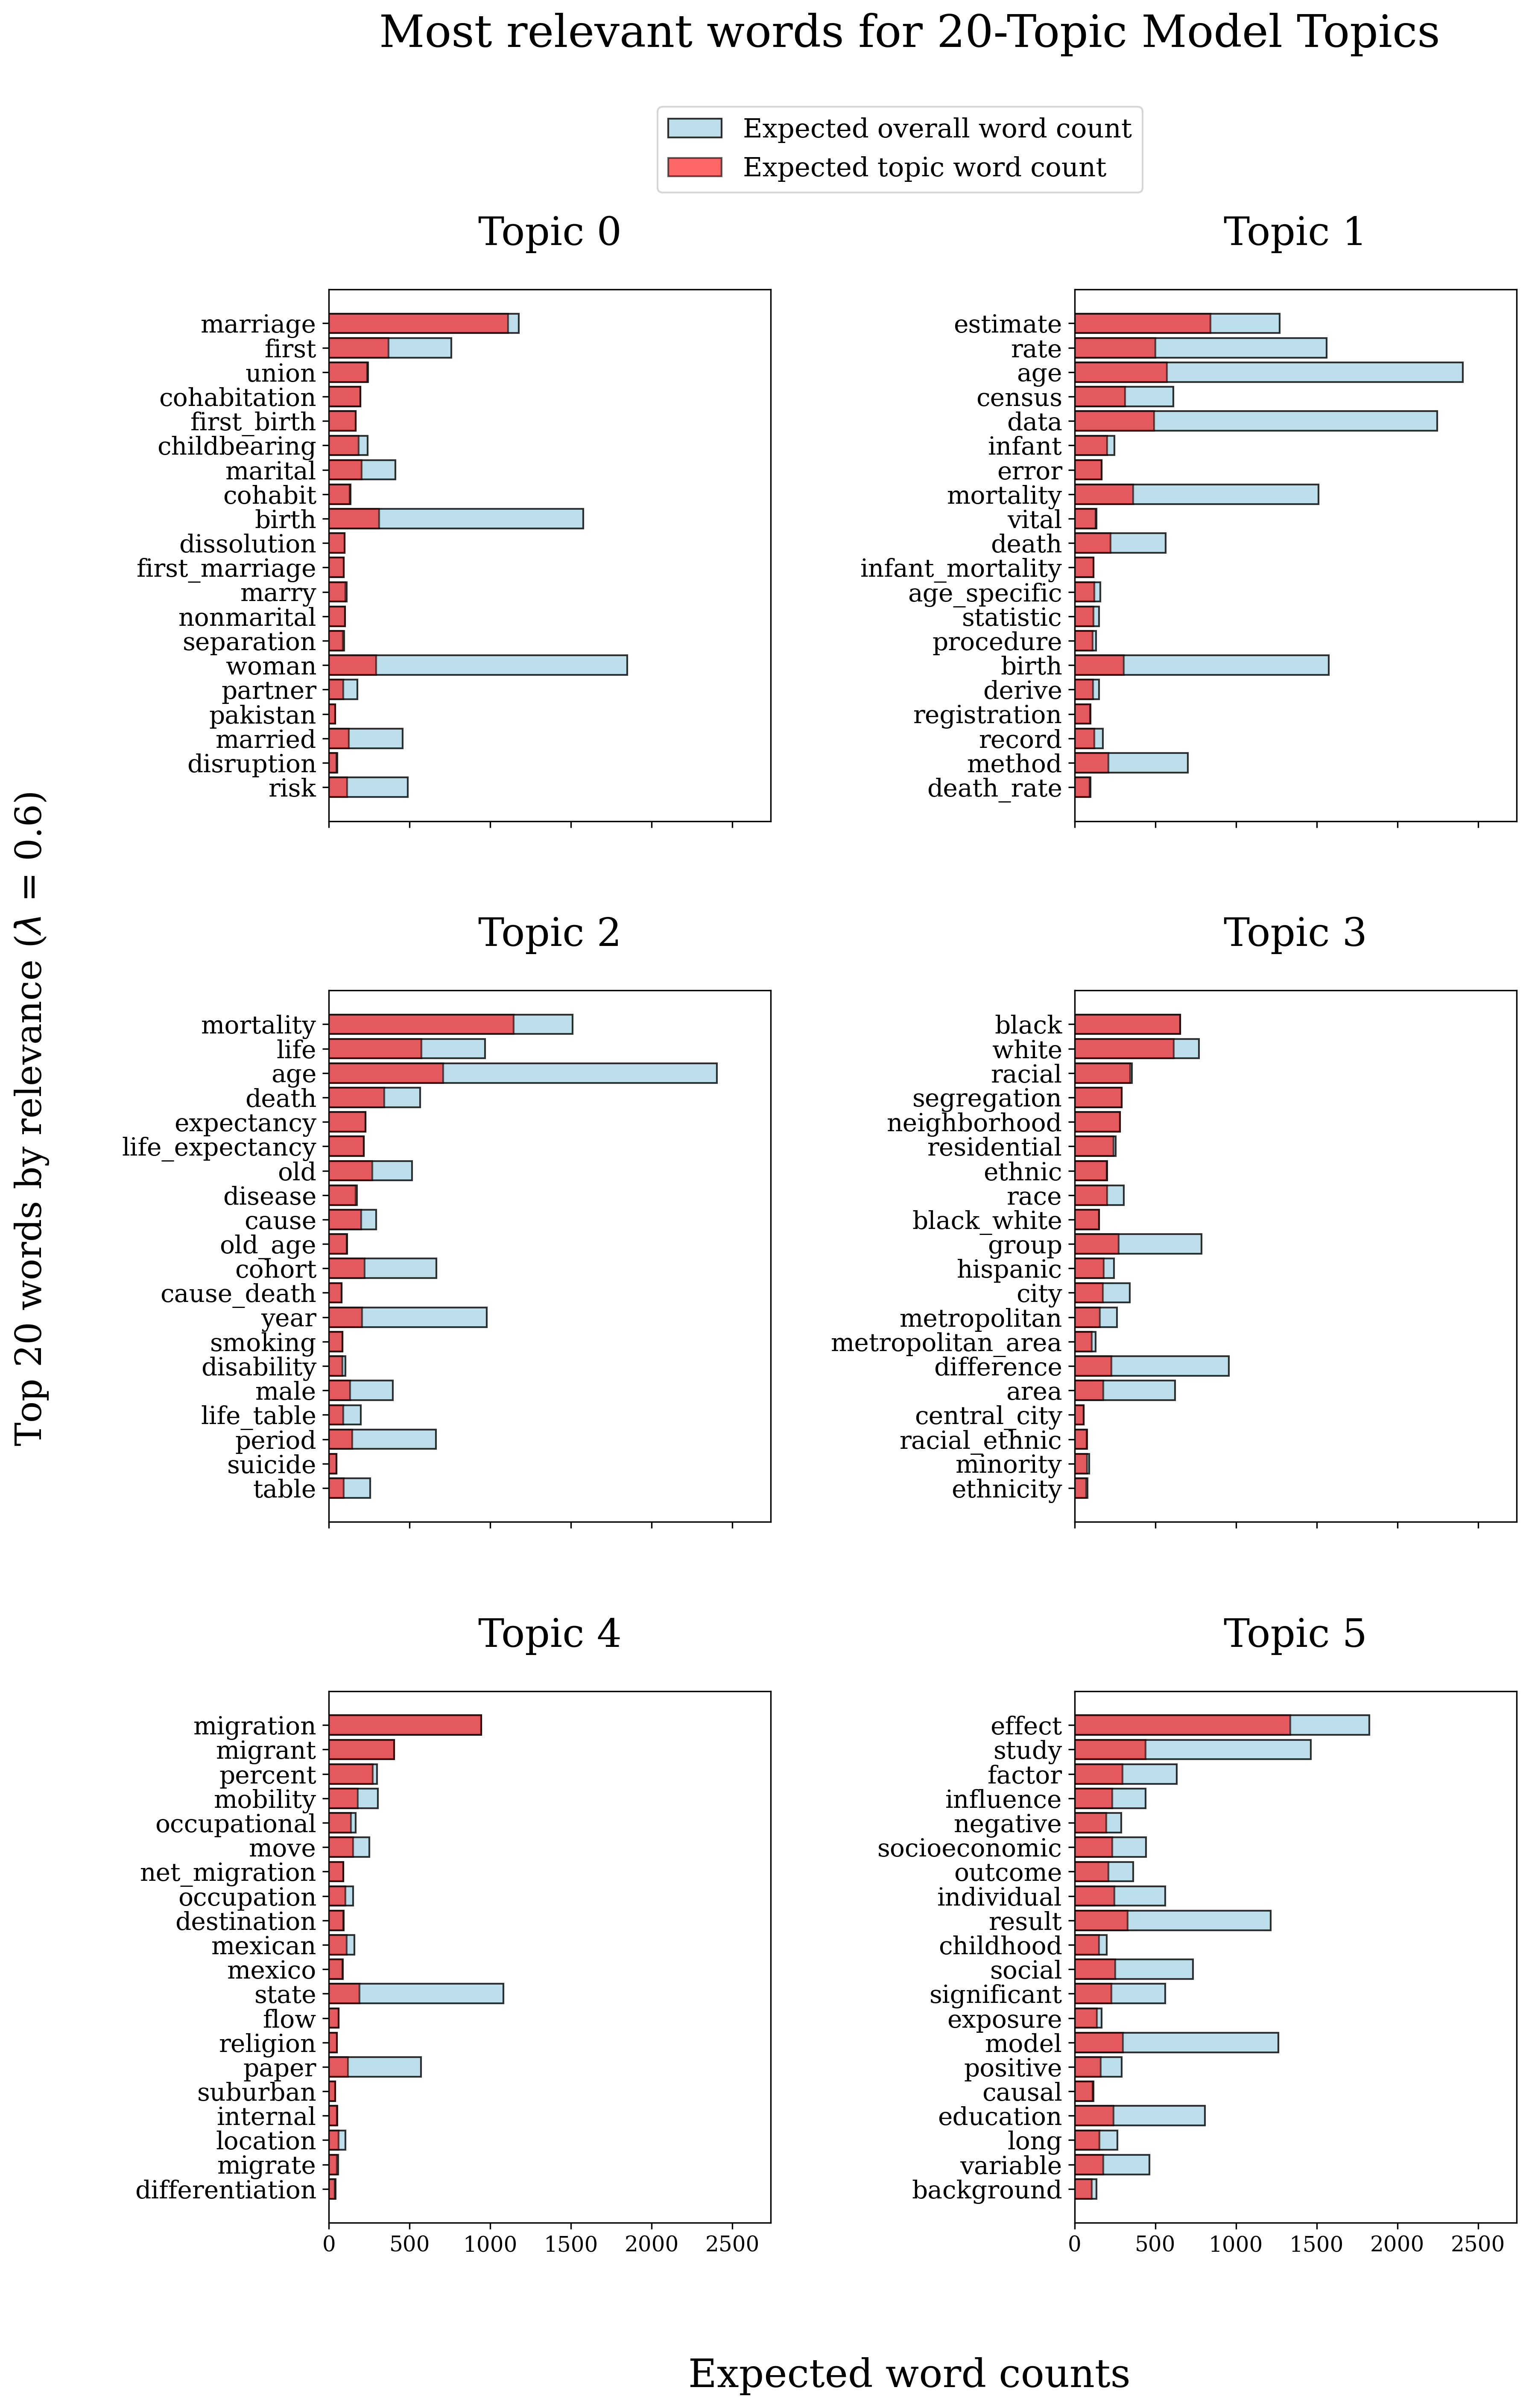 Most relevant words for 20-Topic Model Topics
Expected overall word count
Expected topic word count
Top 20 words by relevance (λ = 0.6)
Topic 0
marriage
first
union
cohabitation
first_birth
childbearing
marital
cohabit
birth
dissolution
first_marriage
marry
nonmarital
separation
woman
partner
pakistan
married
disruption
risk
Topic 1
estimate
rate
age
census
data
infant
error
mortality
vital
death
infant_mortality
age_specific
statistic
procedure
birth
derive
registration
record
method
death_rate
Topic 2
mortality
life
age
death
expectancy
life_expectancy
old
disease
cause
old_age
cohort
cause_death
year
smoking
disability
male
life_table
period
suicide
table
Topic 3
black
white
racial
segregation
neighborhood
residential
ethnic
race
black_white
group
hispanic
city
metropolitan
metropolitan_area
difference
area
central_city
racial_ethnic
minority
ethnicity
Topic 4
migration
migrant
percent
mobility
occupational
move
net_migration
occupation
destination
mexican
mexico
state
flow
religion
paper
suburban
internal
location
migrate
differentiation
0 500 1000 1500 2000 2500
Topic 5
effect
study
factor
influence
negative
socioeconomic
outcome
individual
result
childhood
social
significant
exposure
model
positive
causal
education
long
variable
background
0 500 1000 1500 2000 2500
Expected word counts